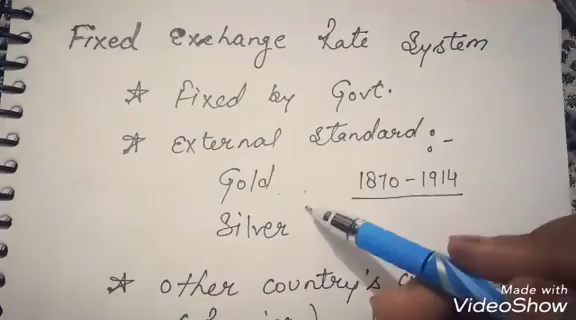 Fixed exchange Rate System
☆ Fixed by Govt.
☆ External Standard:-
Gold 1870-1914
Silver
☆ other country's
Made with
VideoShow